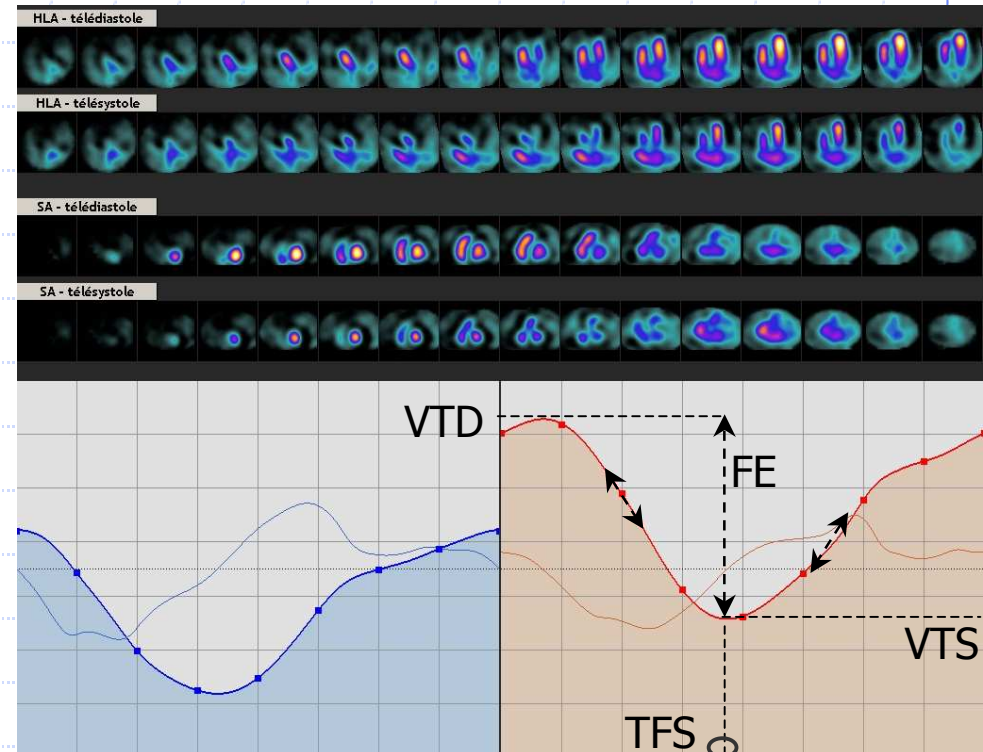 HLA - télédiastole
HLA - télésystole
SA - télédiastole
SA - télésystole
VTD
FE
VTS
TFS